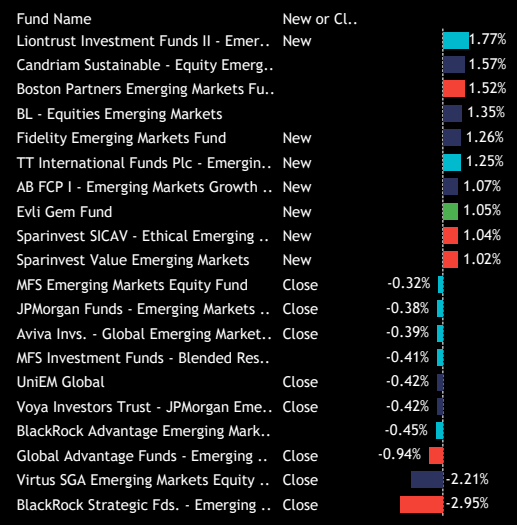 Fund Name New or Cl..
Liontrust Investment Funds II - Emer.. New 1.77%
Candriam Sustainable - Equity Emerg.. 1.57%
Boston Partners Emerging Markets Fu.. 1.52%
BL - Equities Emerging Markets 1.35%
Fidelity Emerging Markets Fund New 1.26%
TT International Funds Plc - Emergin.. New 1.25%
AB FCP I - Emerging Markets Growth .. New 1.07%
Evli Gem Fund New 1.05%
Sparinvest SICAV - Ethical Emerging .. New 1.04%
Sparinvest Value Emerging Markets New 1.02%
MFS Emerging Markets Equity Fund Close -0.32%
JPMorgan Funds - Emerging Markets .. Close -0.38%
Aviva Invs. - Global Emerging Market.. Close -0.39%
MFS Investment Funds - Blended Res.. -0.41%
UniEM Global Close -0.42%
Voya Investors Trust - JPMorgan Eme.. Close -0.42%
BlackRock Advantage Emerging Mark.. -0.45%
Global Advantage Funds - Emerging .. Close -0.94%
Virtus SGA Emerging Markets Equity .. Close -2.21%
BlackRock Strategic Fds. - Emerging .. Close -2.95%